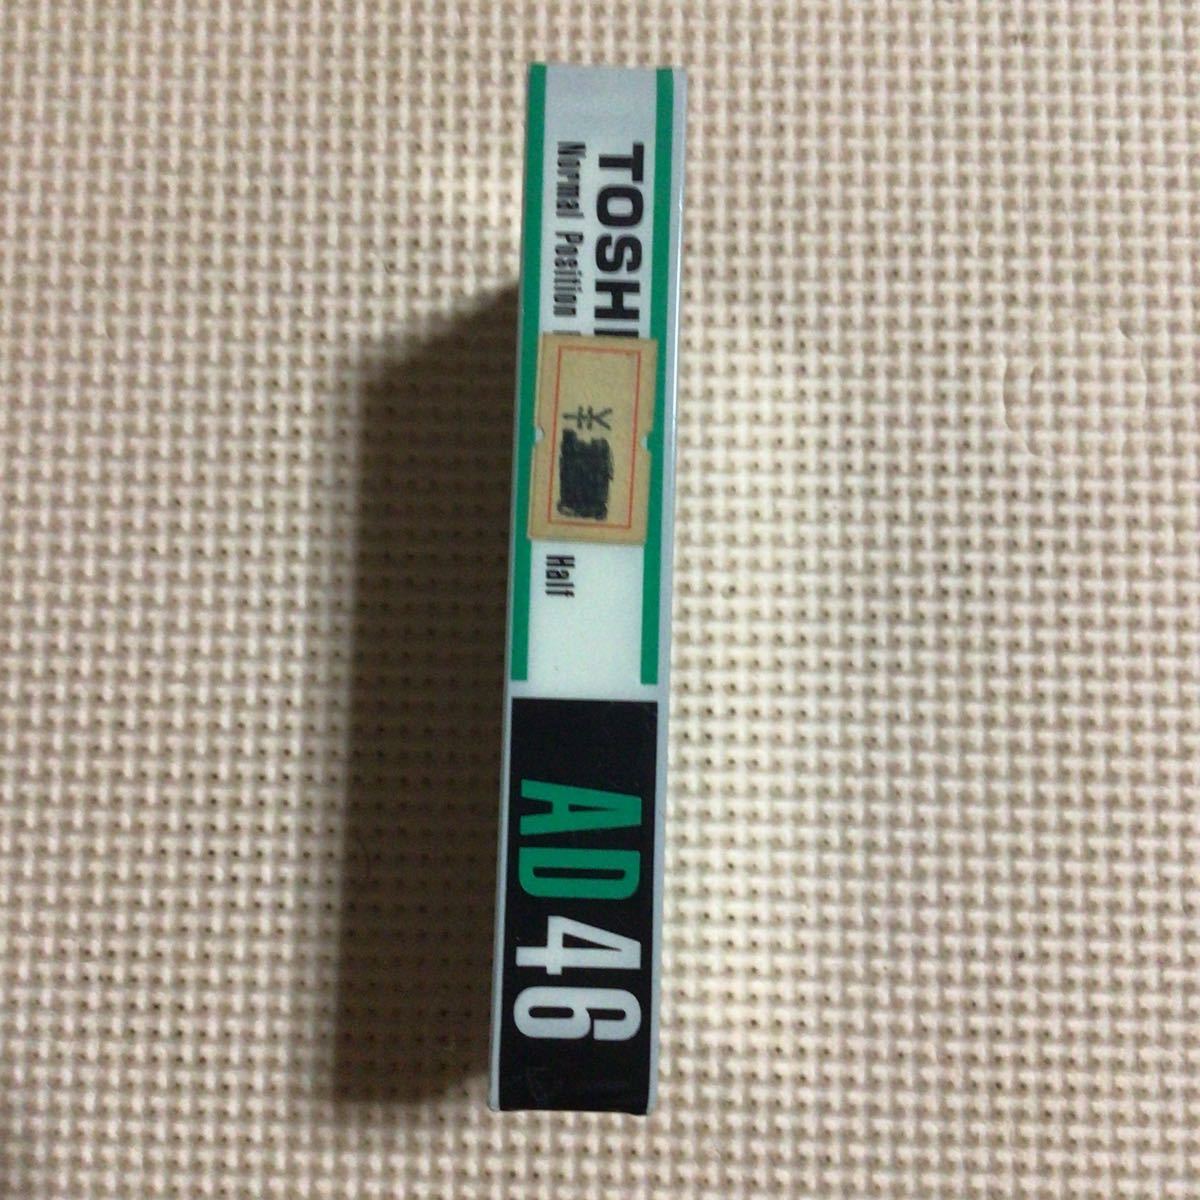 TOSHI
Normal Position
Half
¥
AD46